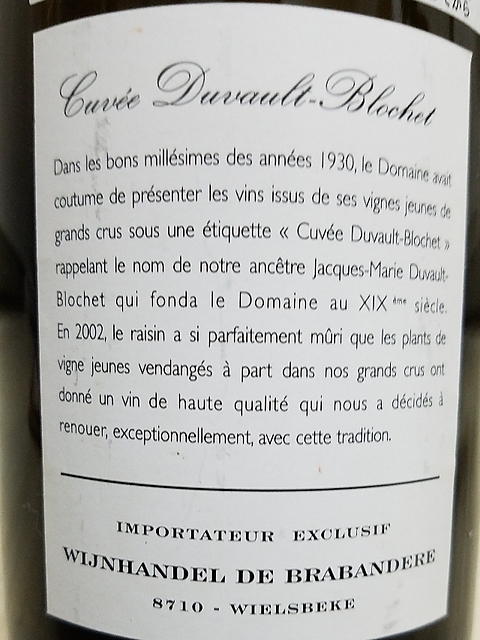 Cuvée Duvault-Blochet
Dans les bons millésimes des années 1930, le Domaine avait
coutume de présenter les vins issus de ses vignes jeunes de
grands crus sous une étiquette « Cuvée Duvault-Blochet »
rappelant le nom de notre ancêtre Jacques-Marie Duvault-
Blochet qui fonda le Domaine au XIX ème siècle.
En 2002, le raisin a si parfaitement mûri que les plants de
vigne jeunes vendangés à part dans nos grands crus ont
donné un vin de haute qualité qui nous a décidés à
renouer, exceptionnellement, avec cette tradition.
IMPORTATEUR EXCLUSIF
WIJNHANDEL DE BRABANDERE
8710 - WIELSBEKE